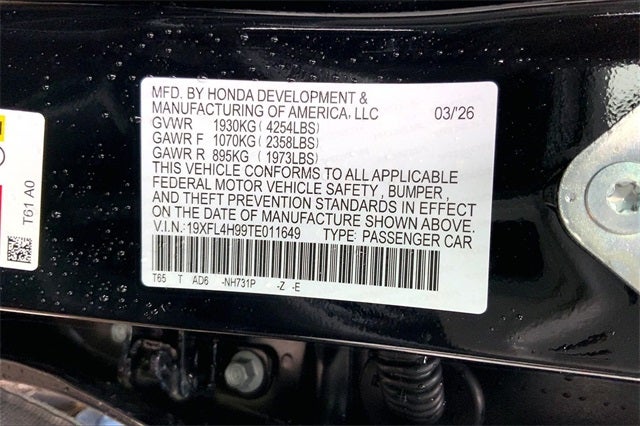 MFD. BY HONDA DEVELOPMENT &
MANUFACTURING OF AMERICA, LLC 03/'26
GVWR 1930KG ( 4254LBS)
GAWR F 1070KG ( 2358LBS)
GAWR R 895KG ( 1973LBS)
THIS VEHICLE CONFORMS TO ALL APPLICABLE
FEDERAL MOTOR VEHICLE SAFETY , BUMPER ,
AND THEFT PREVENTION STANDARDS IN EFFECT
ON THE DATE OF MANUFACTURE SHOWN ABOVE.
V.I.N.: 19XFL4H99TE011649 TYPE: PASSENGER CAR
T65 T AD6 -NH731P -Z -E
T61 A0